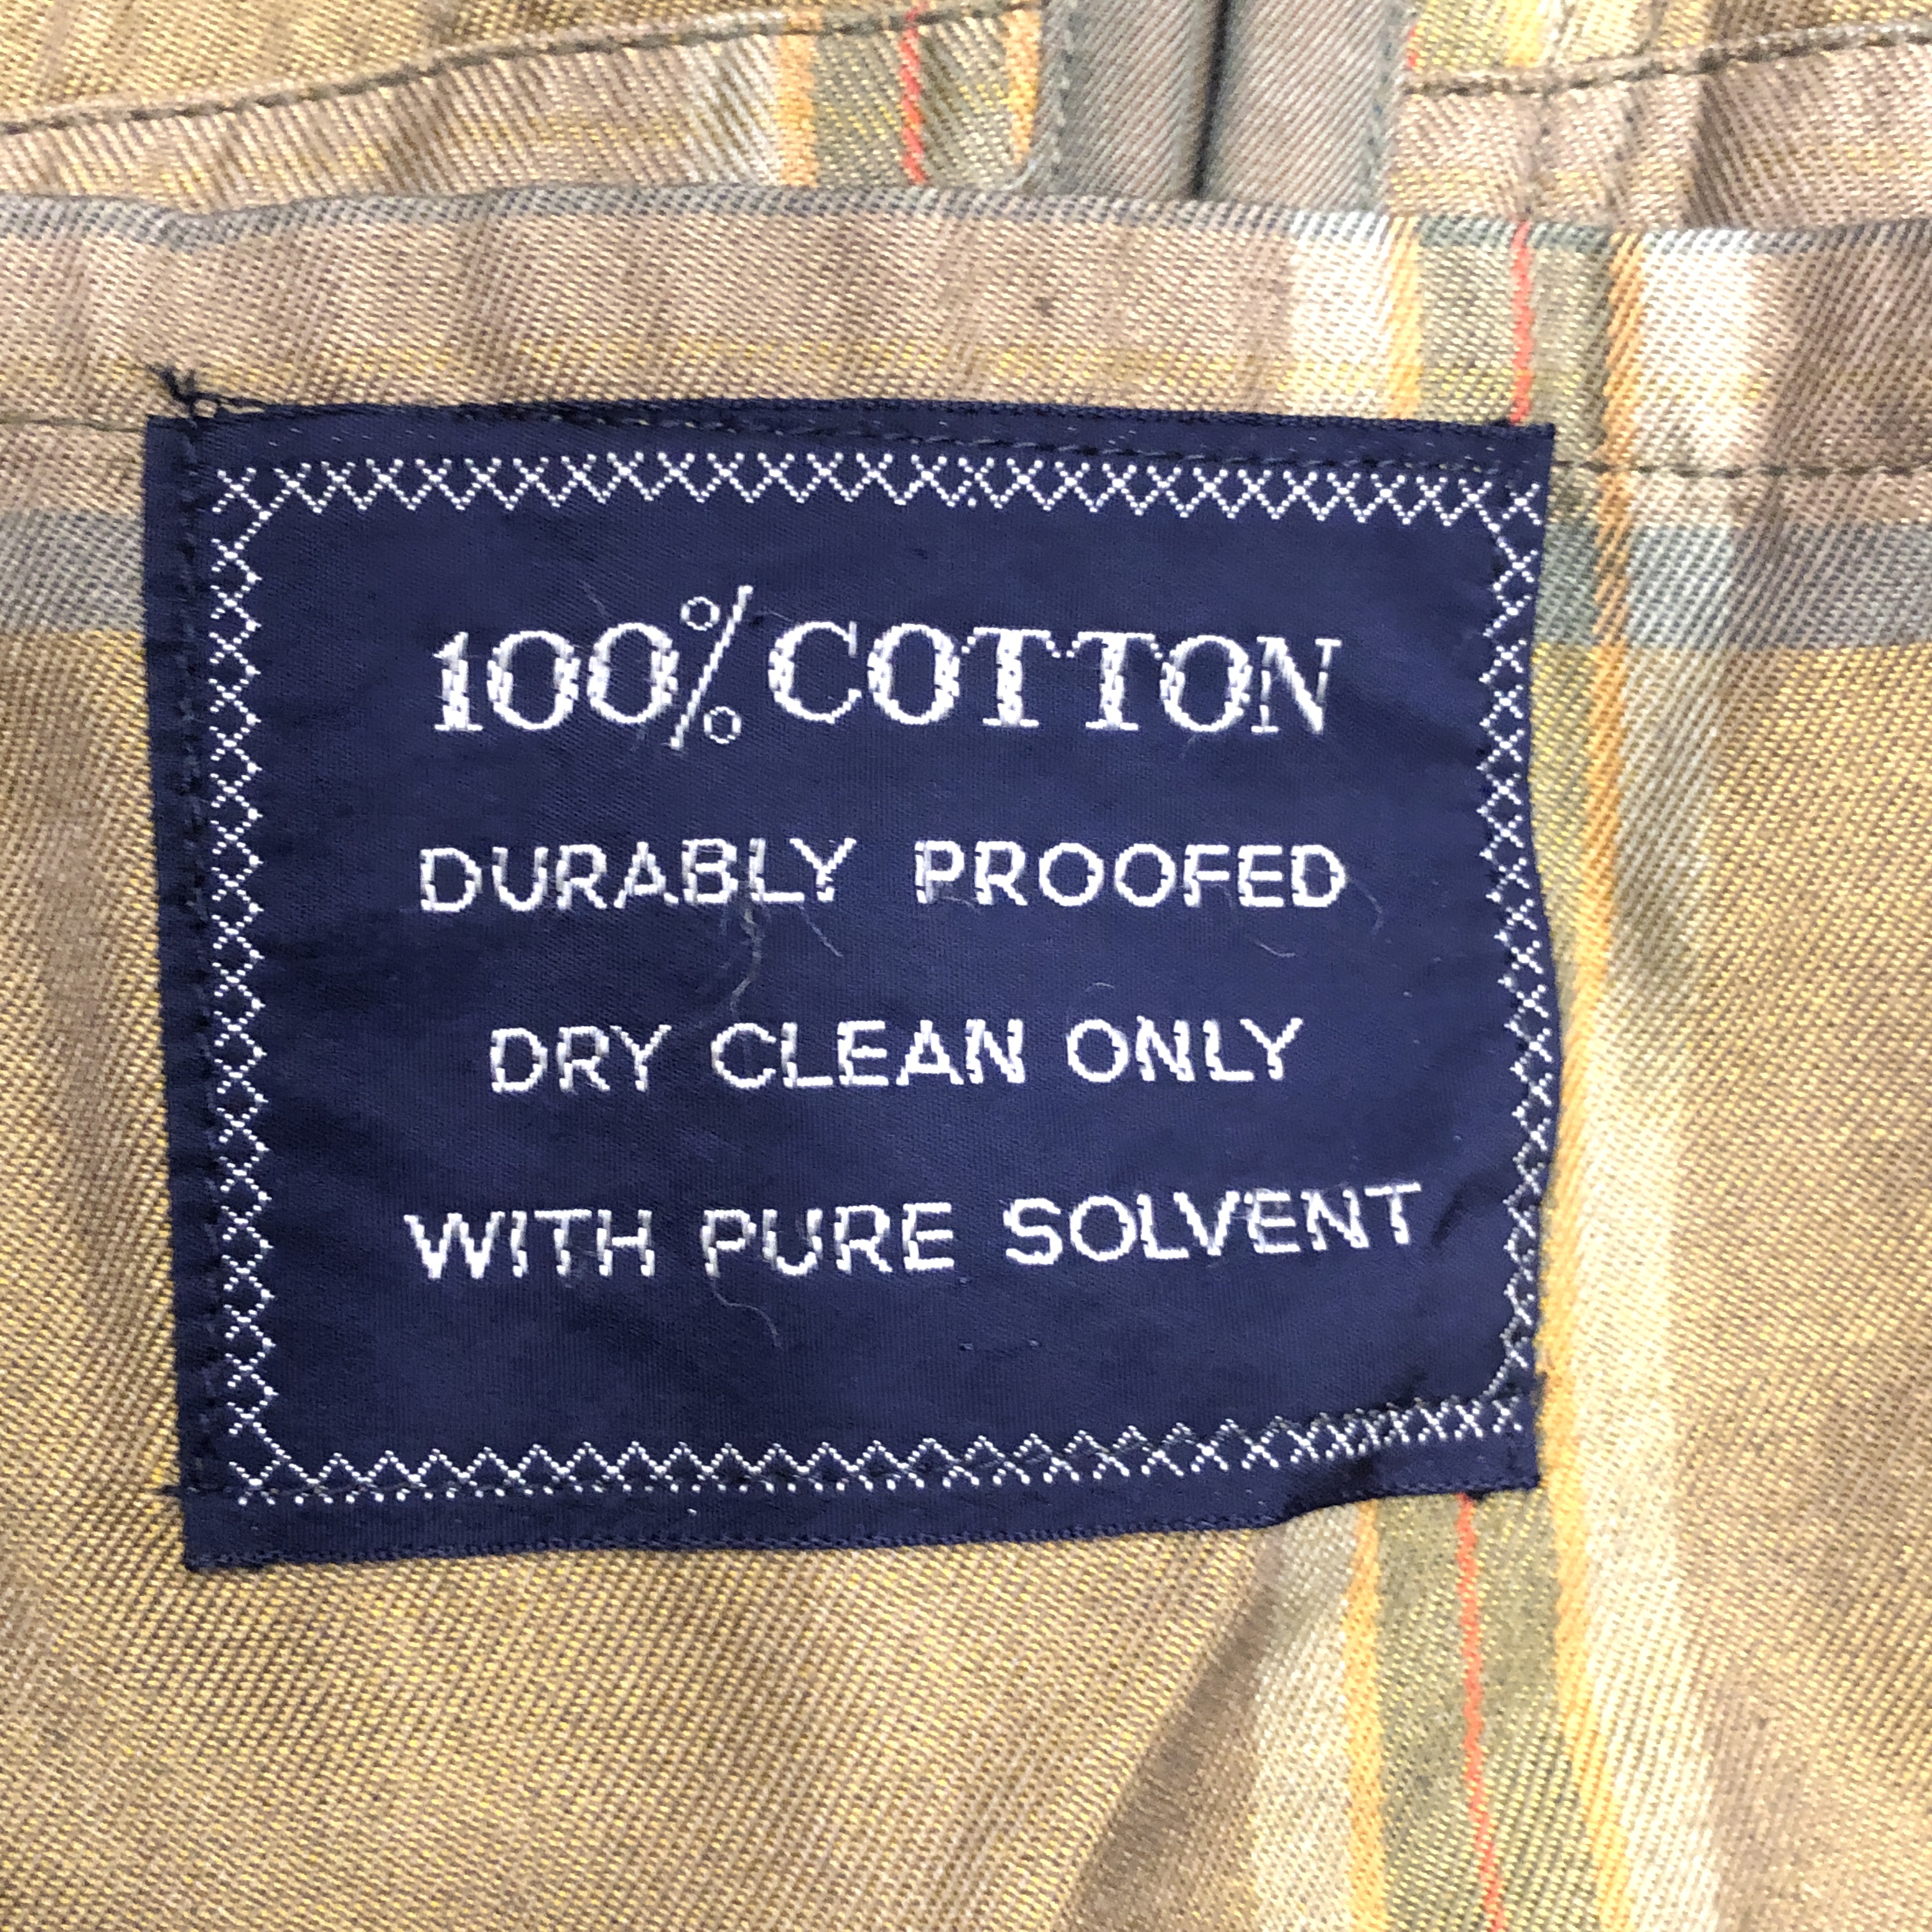 100% COTTON
DURABLY PROOFED
DRY CLEAN ONLY
WITH PURE SOLVENT